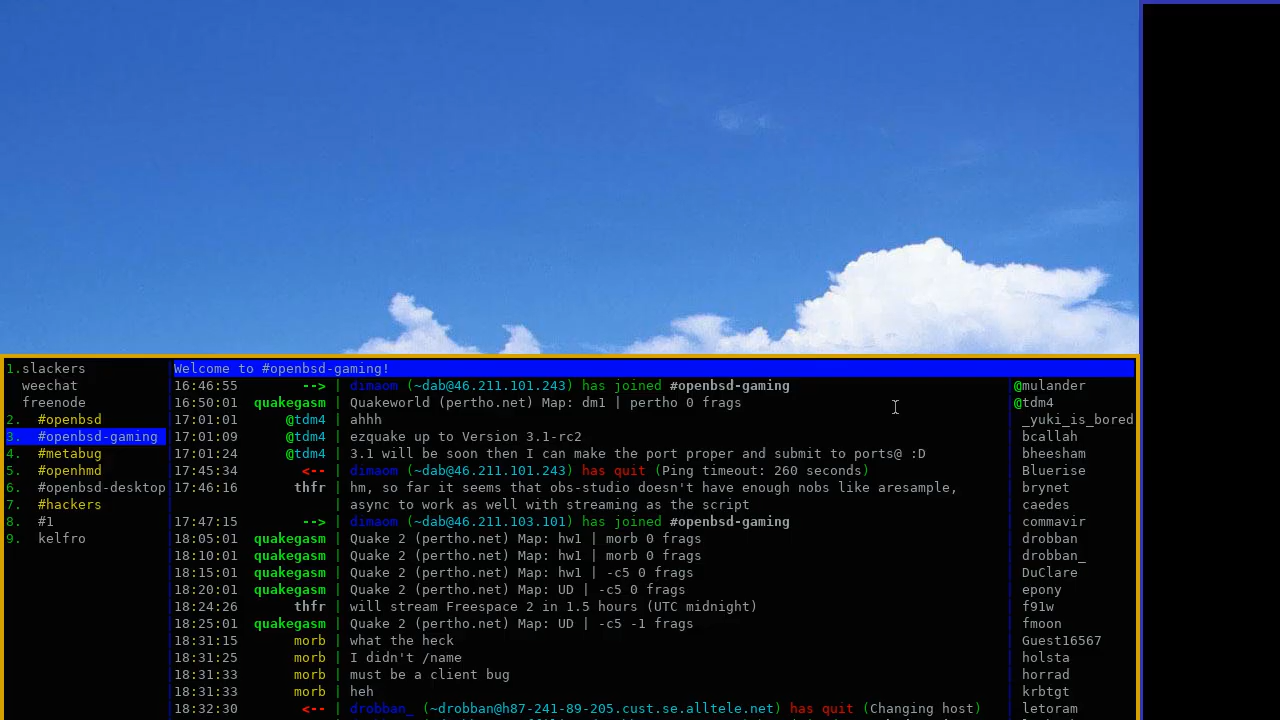 Welcome to #openbsd-gaming!
1.slackers
weechat
freenode
2. #openbsd
3. #openbsd-gaming
4. #metabug
5. #openhmd
6. #openbsd-desktop
7. #hackers
8. #1
9. kelfro
16:46:55 --> | dimaom (~dab@46.211.101.243) has joined #openbsd-gaming
16:50:01 quakegasm | Quakeworld (pertho.net) Map: dm1 | pertho 0 frags
17:01:01 @tdm4 | ahhh
17:01:09 @tdm4 | ezquake up to Version 3.1-rc2
17:01:24 @tdm4 | 3.1 will be soon then I can make the port proper and submit to ports@ :D
17:45:34 <-- | dimaom (~dab@46.211.101.243) has quit (Ping timeout: 260 seconds)
17:46:16 thfr | hm, so far it seems that obs-studio doesn't have enough nobs like aresample,
| async to work as well with streaming as the script
17:47:15 --> | dimaom (~dab@46.211.103.101) has joined #openbsd-gaming
18:05:01 quakegasm | Quake 2 (pertho.net) Map: hw1 | morb 0 frags
18:10:01 quakegasm | Quake 2 (pertho.net) Map: hw1 | morb 0 frags
18:15:01 quakegasm | Quake 2 (pertho.net) Map: hw1 | -c5 0 frags
18:20:01 quakegasm | Quake 2 (pertho.net) Map: UD | -c5 0 frags
18:24:26 thfr | will stream Freespace 2 in 1.5 hours (UTC midnight)
18:25:01 quakegasm | Quake 2 (pertho.net) Map: UD | -c5 -1 frags
18:31:15 morb | what the heck
18:31:25 morb | I didn't /name
18:31:33 morb | must be a client bug
18:31:33 morb | heh
18:32:30 <-- | drobban_ (~drobban@h87-241-89-205.cust.se.alltele.net) has quit (Changing host)
@mulander
@tdm4
_yuki_is_bored
bcallah
bheesham
Bluerise
brynet
caedes
commavir
drobban
drobban_
DuClare
epony
f91w
fmoon
Guest16567
holsta
horrad
krbtgt
letoram